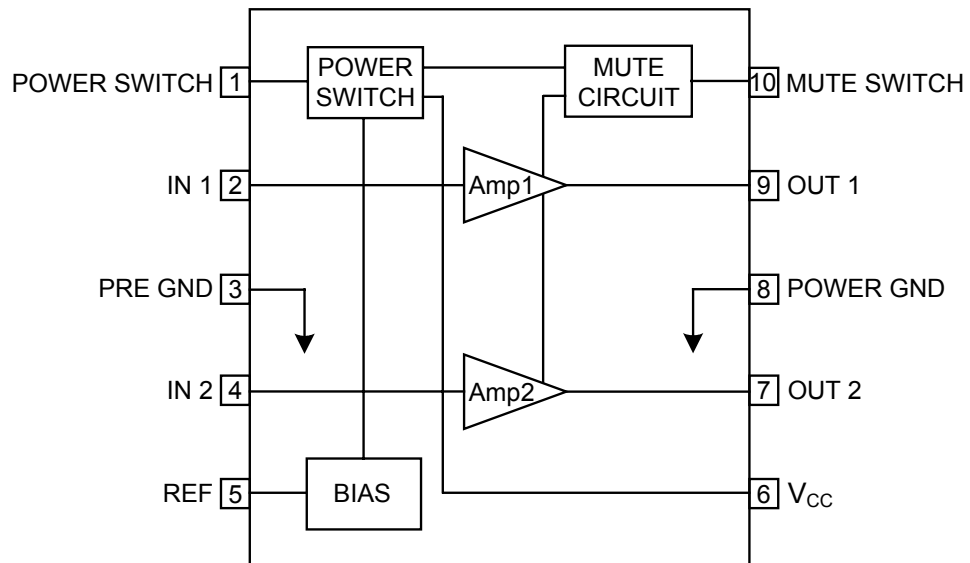 POWER SWITCH 1
POWER
SWITCH
MUTE
CIRCUIT
10 MUTE SWITCH
IN 1 2
Amp1
9 OUT 1
PRE GND 3
8 POWER GND
IN 2 4
Amp2
7 OUT 2
REF 5
BIAS
6 VCC